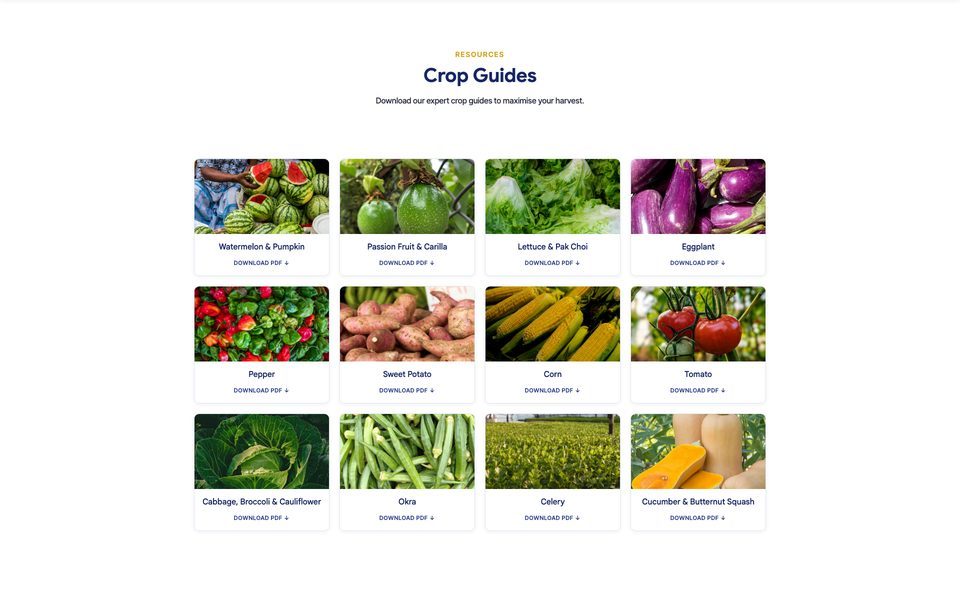 RESOURCES
Crop Guides
Download our expert crop guides to maximise your harvest.
Watermelon & Pumpkin
DOWNLOAD PDF ↓
Passion Fruit & Carilla
DOWNLOAD PDF ↓
Lettuce & Pak Choi
DOWNLOAD PDF ↓
Eggplant
DOWNLOAD PDF ↓
Pepper
DOWNLOAD PDF ↓
Sweet Potato
DOWNLOAD PDF ↓
Corn
DOWNLOAD PDF ↓
Tomato
DOWNLOAD PDF ↓
Cabbage, Broccoli & Cauliflower
DOWNLOAD PDF ↓
Okra
DOWNLOAD PDF ↓
Celery
DOWNLOAD PDF ↓
Cucumber & Butternut Squash
DOWNLOAD PDF ↓